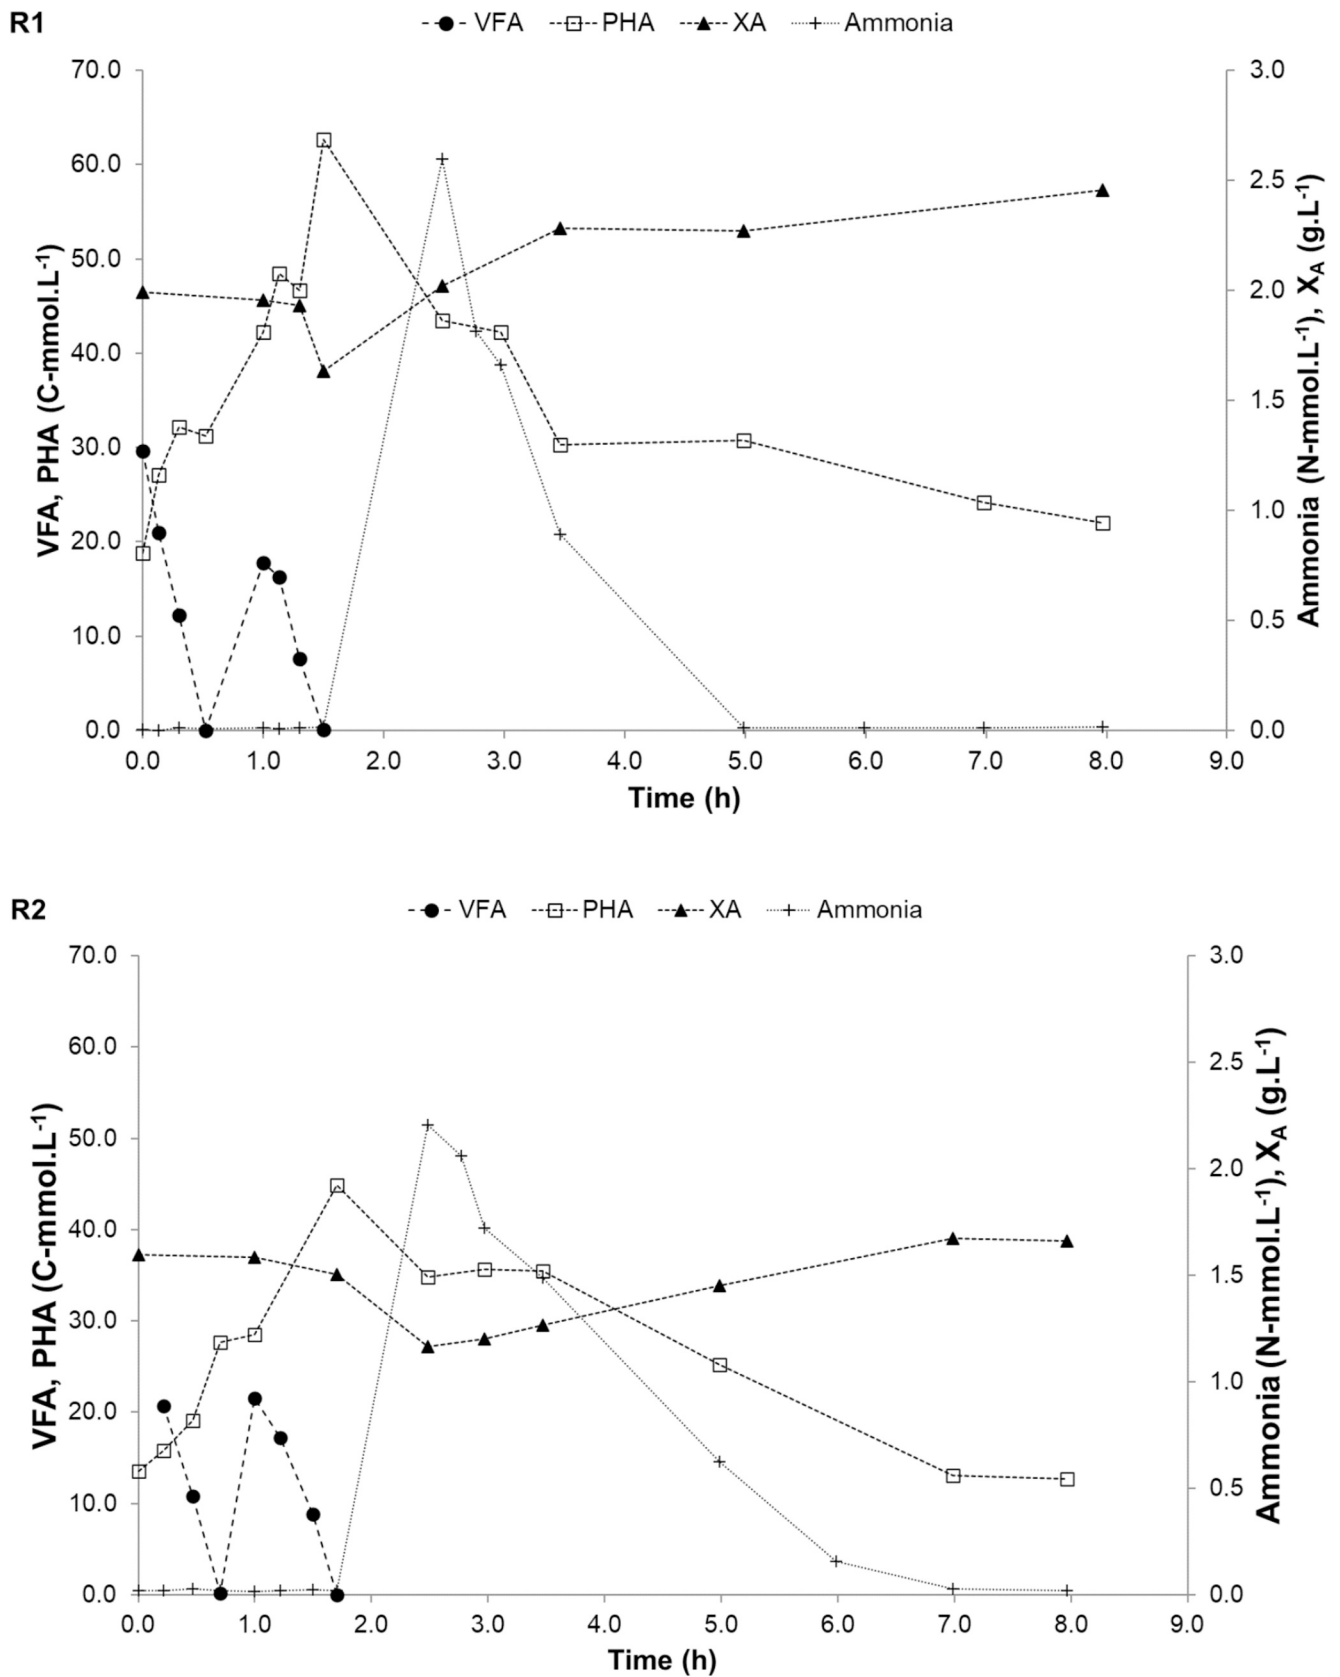 R1
VFA PHA XA Ammonia
70.0
60.0
50.0
40.0
30.0
20.0
10.0
0.0
VFA, PHA (C-mmol.L-1)
3.0
2.5
2.0
1.5
1.0
0.5
0.0
Ammonia (N-mmol.L-1), XA (g.L-1)
0.0 1.0 2.0 3.0 4.0 5.0 6.0 7.0 8.0 9.0
Time (h)
R2
VFA PHA XA Ammonia
70.0
60.0
50.0
40.0
30.0
20.0
10.0
0.0
VFA, PHA (C-mmol.L-1)
3.0
2.5
2.0
1.5
1.0
0.5
0.0
Ammonia (N-mmol.L-1), XA (g.L-1)
0.0 1.0 2.0 3.0 4.0 5.0 6.0 7.0 8.0 9.0
Time (h)